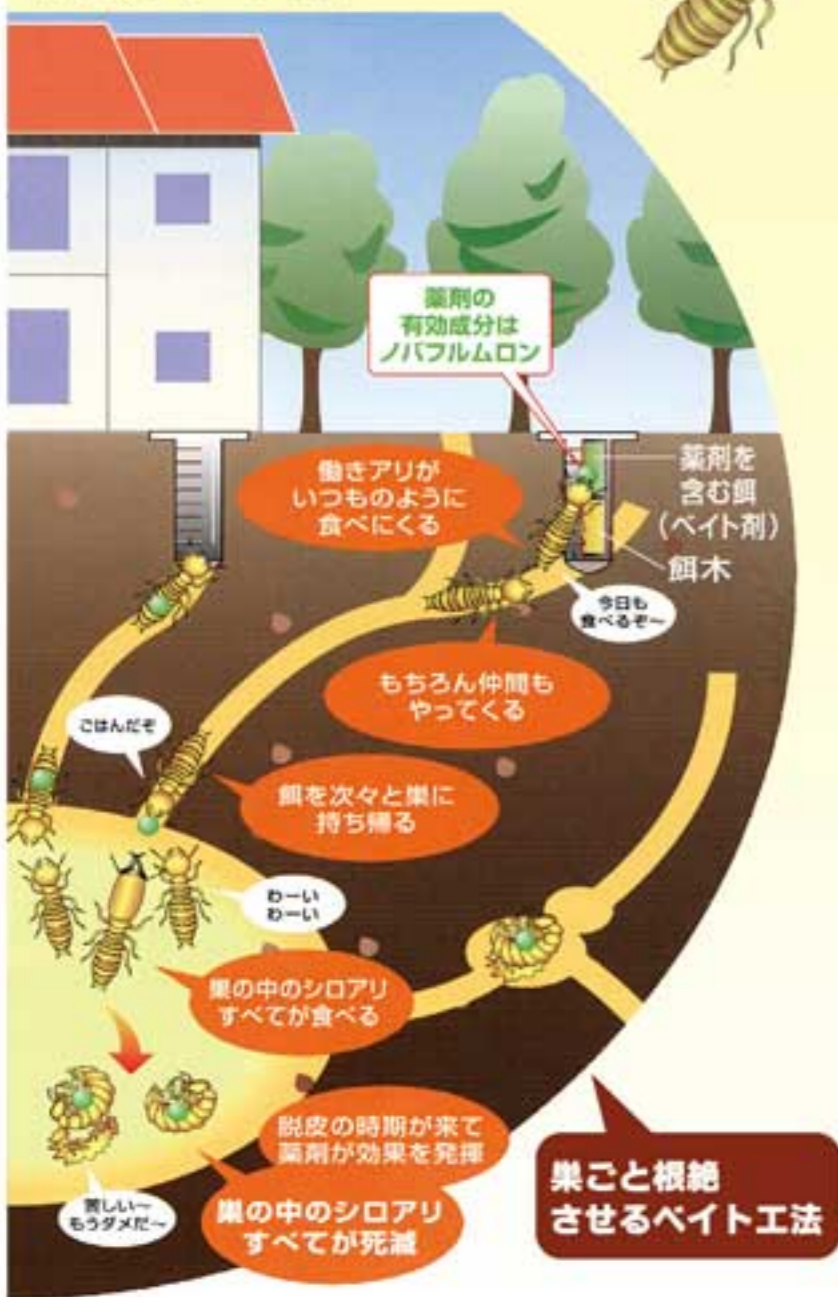 薬剤の
有効成分は
ノバフルムロン
働きアリが
いつものように
食べにくる
薬剤を
含む餌
(ベイト剤)
餌木
今日も
食べるぞ〜
もちろん仲間も
やってくる
ごはんだぞ
餌を次々と巣に
持ち帰る
わーい
わーい
巣の中のシロアリ
すべてが食べる
脱皮の時期が来て
薬剤が効果を発揮
苦しい〜
もうダメだ〜
巣の中のシロアリ
すべてが死滅
巣ごと根絶
させるベイト工法